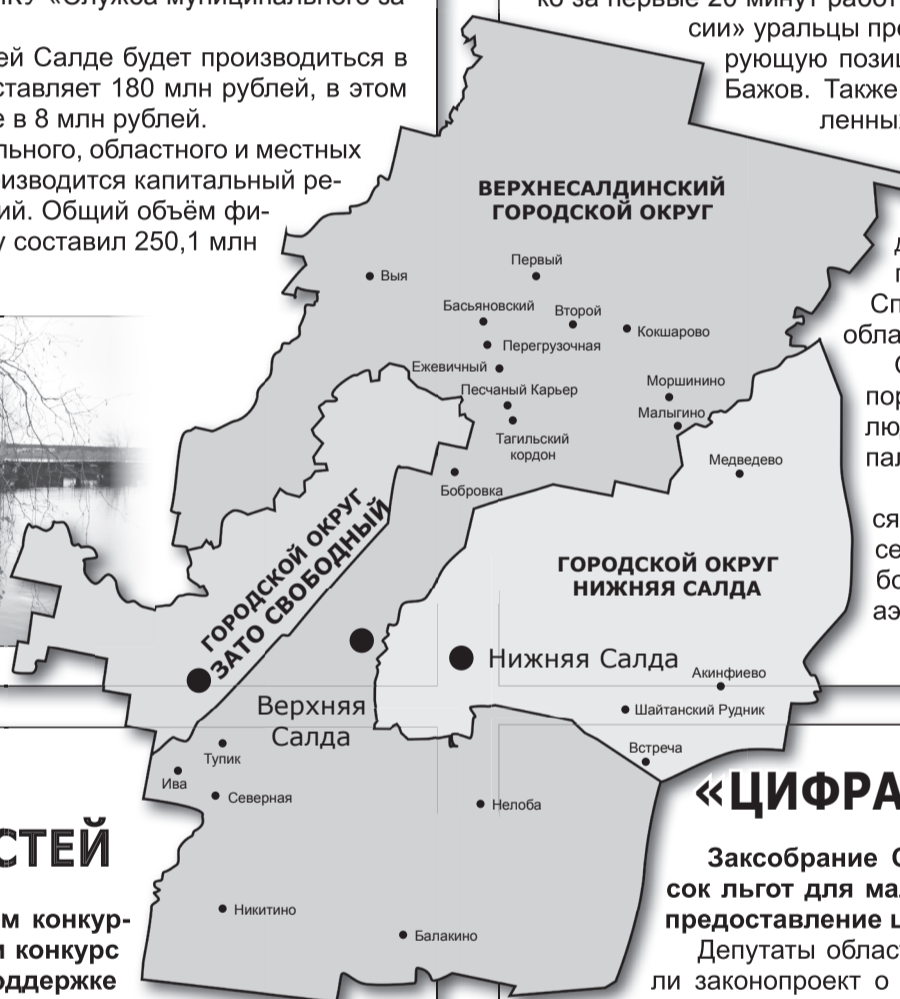 МКУ «Служба муниципального за-
ей Салде будет производиться в
ставляет 180 млн рублей, в этом
е в 8 млн рублей.
льного, областного и местных
изводится капитальный ре-
ий. Общий объём фи-
у составил 250,1 млн
ко за первые 20 минут работ
сии» уральцы пре
рующую позиц
Бажов. Также
ленных
Сп
обла
пор
лю
пал
ся
се
бо
аэ
ВЕРХНЕСАЛДИНСКИЙ
ГОРОДСКОЙ ОКРУГ
Выя
Первый
Басьяновский
Второй
Кокшарово
Перегрузочная
Ежевичный
Песчаный Карьер
Моршинино
Малыгино
Тагильский
кордон
Бобровка
Медведево
ГОРОДСКОЙ ОКРУГ
ЗАТО СВОБОДНЫЙ
ГОРОДСКОЙ ОКРУГ
НИЖНЯЯ САЛДА
Нижняя Салда
Акинфиево
Шайтанский Рудник
Верхняя
Салда
Встреча
Тупик
Ива
Северная
Нелоба
Никитино
Балакино
СТЕЙ
м конкур-
и конкурс
оддержке
«ЦИФРА
Заксобрание С
сок льгот для ма
предоставление ц
Депутаты област
ли законопроект о